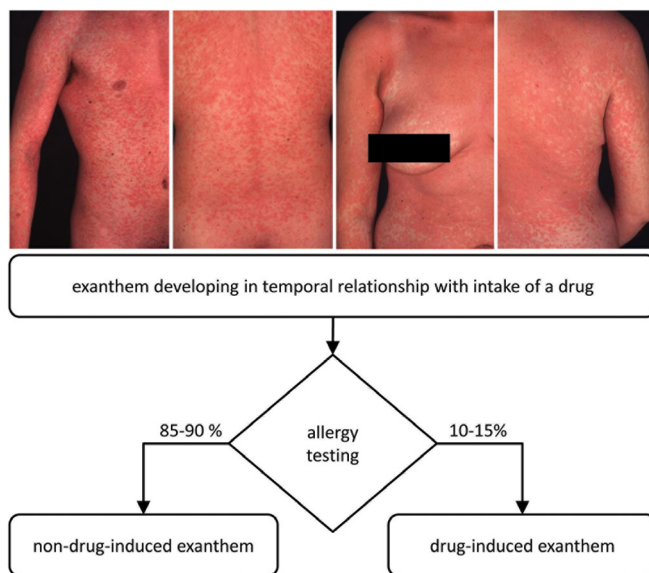 exanthem developing in temporal relationship with intake of a drug
85-90 %
allergy
testing
10-15%
non-drug-induced exanthem
drug-induced exanthem